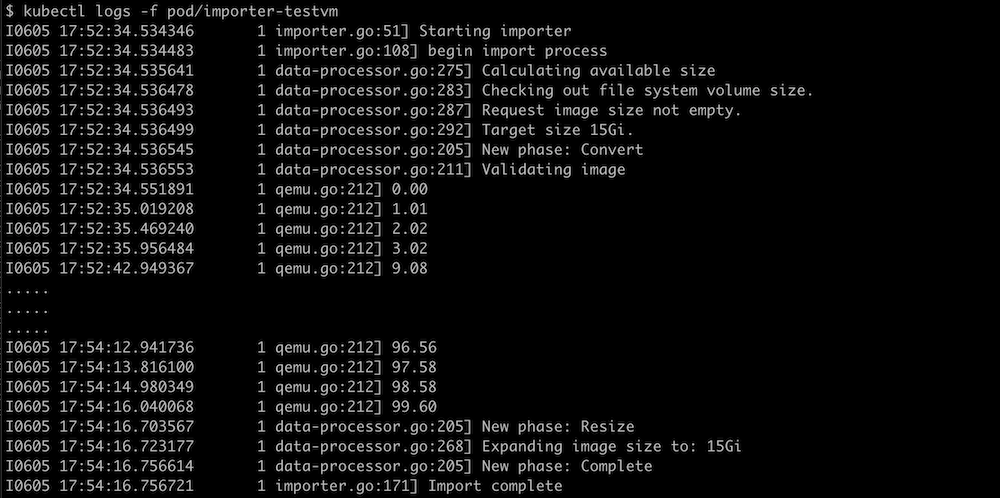 $ kubectl logs -f pod/importer-testvm
I0605 17:52:34.534346       1 importer.go:51] Starting importer
I0605 17:52:34.534483       1 importer.go:108] begin import process
I0605 17:52:34.535641       1 data-processor.go:275] Calculating available size
I0605 17:52:34.536478       1 data-processor.go:283] Checking out file system volume size.
I0605 17:52:34.536493       1 data-processor.go:287] Request image size not empty.
I0605 17:52:34.536499       1 data-processor.go:292] Target size 15Gi.
I0605 17:52:34.536545       1 data-processor.go:205] New phase: Convert
I0605 17:52:34.536553       1 data-processor.go:211] Validating image
I0605 17:52:34.551891       1 qemu.go:212] 0.00
I0605 17:52:35.019208       1 qemu.go:212] 1.01
I0605 17:52:35.469240       1 qemu.go:212] 2.02
I0605 17:52:35.956484       1 qemu.go:212] 3.02
I0605 17:52:42.949367       1 qemu.go:212] 9.08
.....
.....
.....
I0605 17:54:12.941736       1 qemu.go:212] 96.56
I0605 17:54:13.816100       1 qemu.go:212] 97.58
I0605 17:54:14.980349       1 qemu.go:212] 98.58
I0605 17:54:16.040068       1 qemu.go:212] 99.60
I0605 17:54:16.703567       1 data-processor.go:205] New phase: Resize
I0605 17:54:16.723177       1 data-processor.go:268] Expanding image size to: 15Gi
I0605 17:54:16.756614       1 data-processor.go:205] New phase: Complete
I0605 17:54:16.756721       1 importer.go:171] Import complete